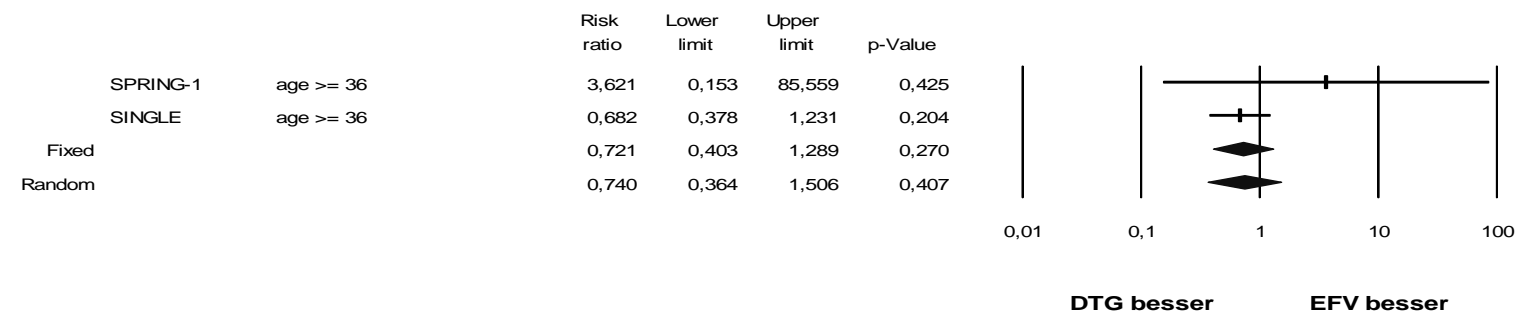 Risk Lower Upper
ratio limit limit p-Value
SPRING-1 age >= 36 3,621 0,153 85,559 0,425
SINGLE age >= 36 0,682 0,378 1,231 0,204
Fixed 0,721 0,403 1,289 0,270
Random 0,740 0,364 1,506 0,407
0,01 0,1 1 10 100
DTG besser EFV besser